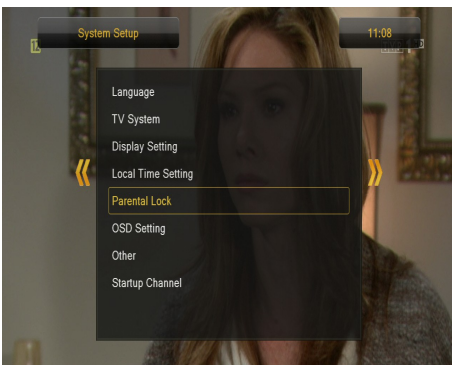 System Setup
11:08
Language
TV System
Display Setting
Local Time Setting
Parental Lock
OSD Setting
Other
Startup Channel